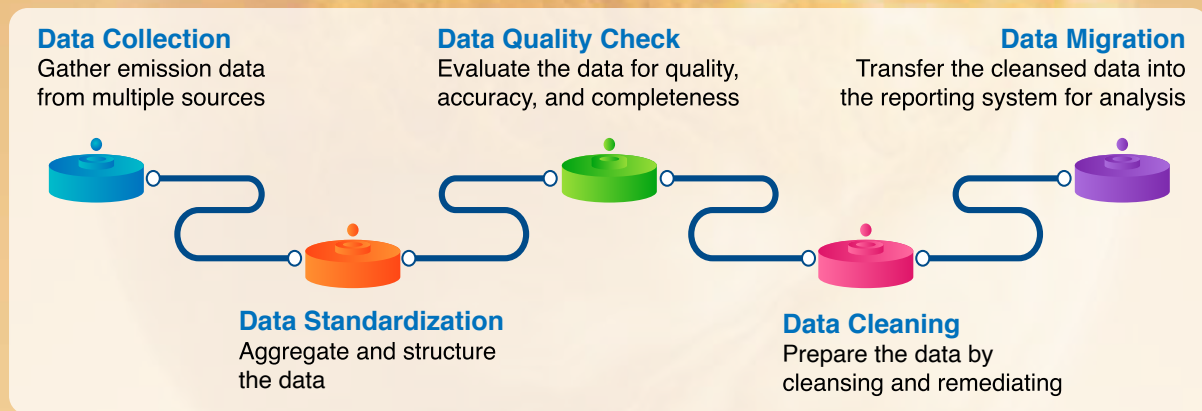 Data Collection
Gather emission data
from multiple sources
Data Standardization
Aggregate and structure
the data
Data Quality Check
Evaluate the data for quality,
accuracy, and completeness
Data Cleaning
Prepare the data by
cleansing and remediating
Data Migration
Transfer the cleansed data into
the reporting system for analysis